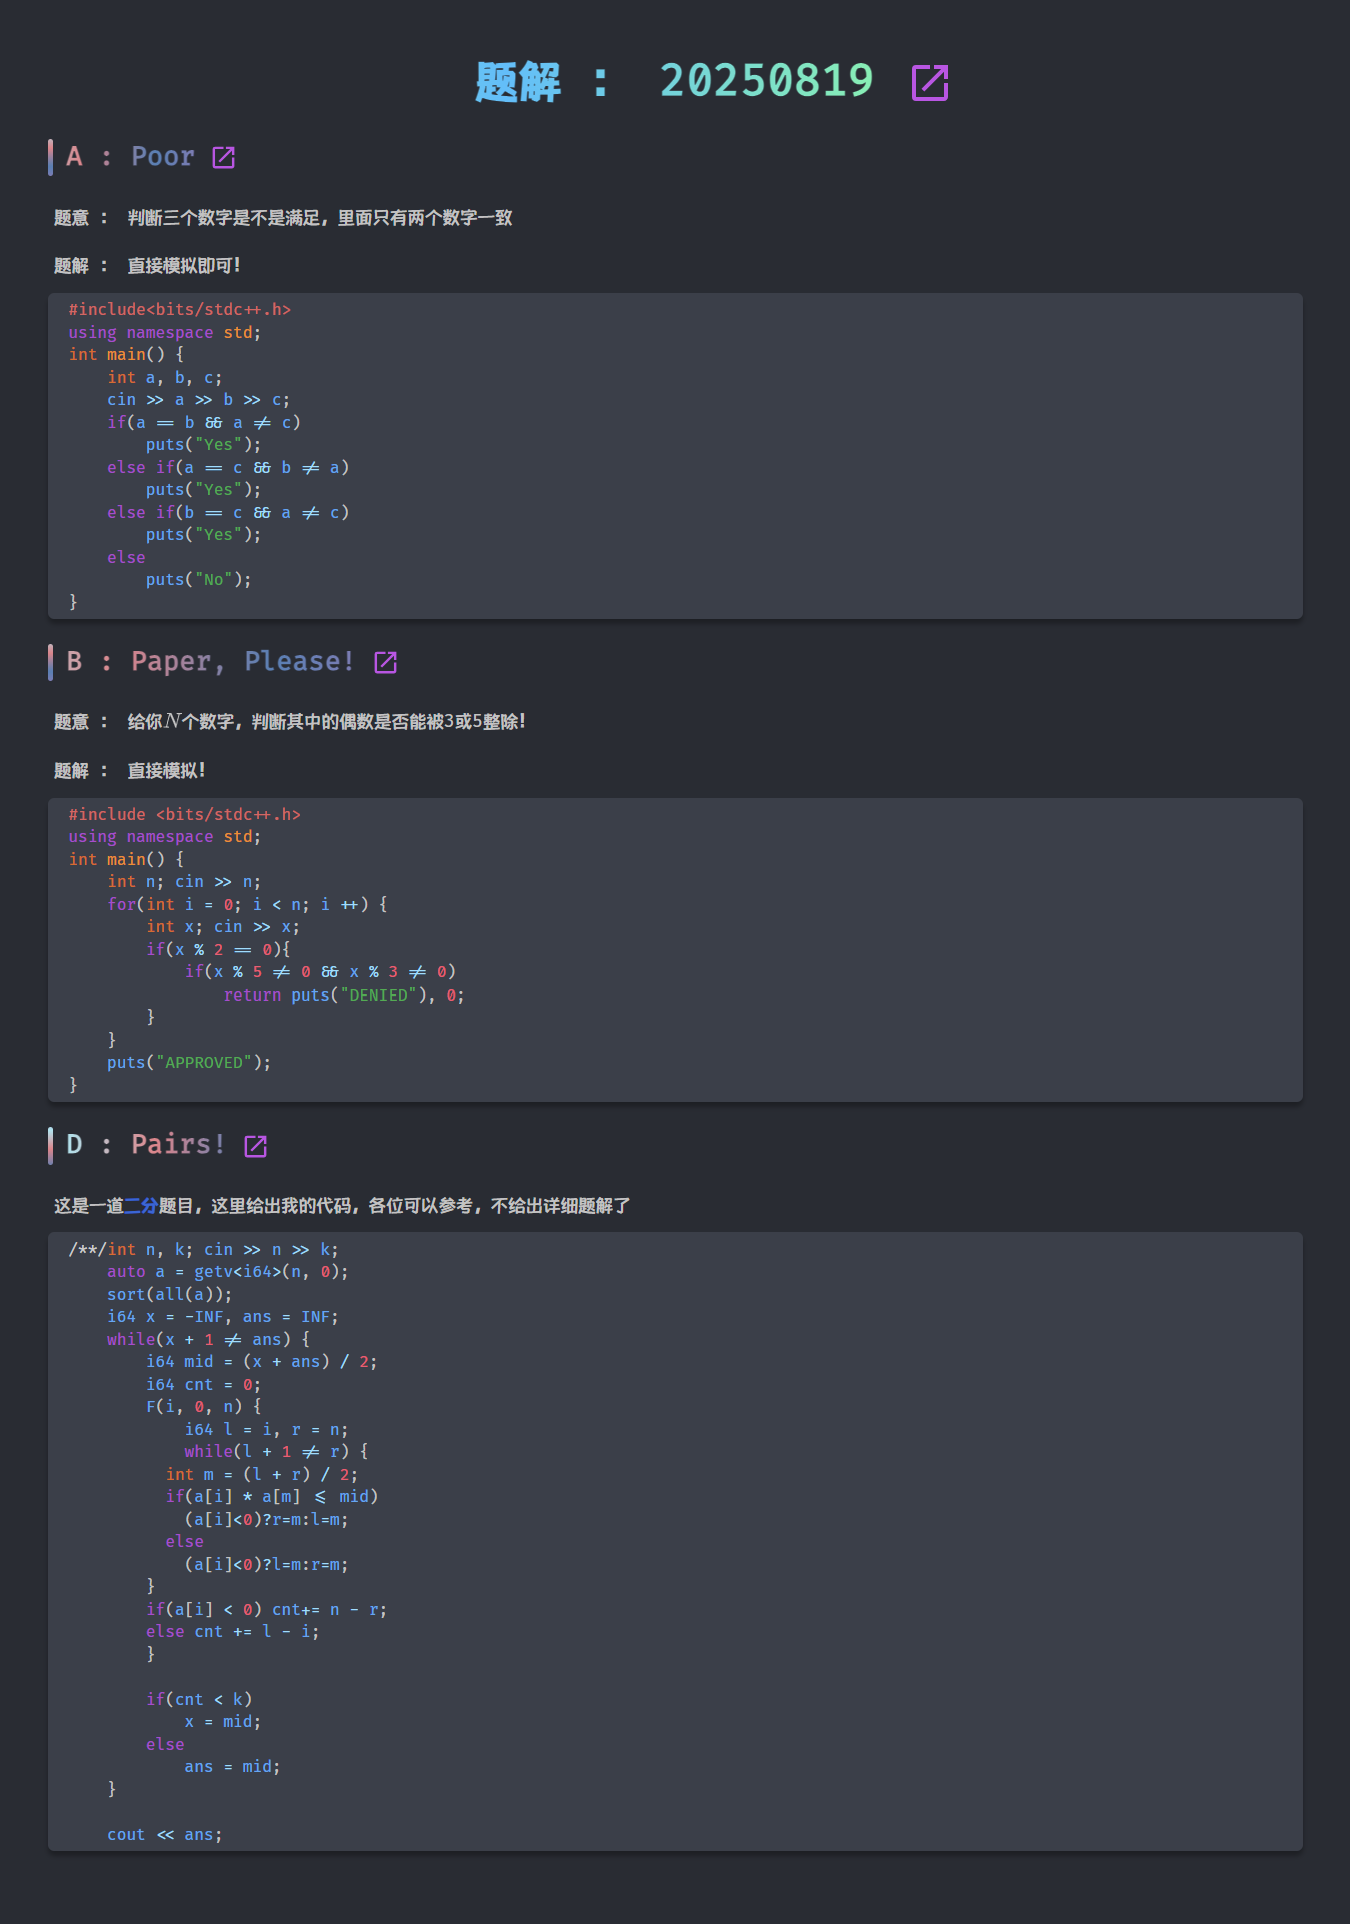 题解 : 20250819
A : Poor
题意 : 判断三个数字是不是满足，里面只有两个数字一致
题解 : 直接模拟即可!
#include<bits/stdc++.h>
using namespace std;
int main() {
    int a, b, c;
    cin >> a >> b >> c;
    if(a == b && a != c)
        puts("Yes");
    else if(a == c && b != a)
        puts("Yes");
    else if(b == c && a != c)
        puts("Yes");
    else
        puts("No");
}
B : Paper, Please!
题意 : 给你N个数字，判断其中的偶数是否能被3或5整除!
题解 : 直接模拟!
#include <bits/stdc++.h>
using namespace std;
int main() {
    int n; cin >> n;
    for(int i = 0; i < n; i ++) {
        int x; cin >> x;
        if(x % 2 == 0){
            if(x % 5 != 0 && x % 3 != 0)
                return puts("DENIED"), 0;
        }
    }
    puts("APPROVED");
}
D : Pairs!
这是一道二分题目，这里给出我的代码，各位可以参考，不给出详细题解了
/**/int n, k; cin >> n >> k;
    auto a = getv<i64>(n, 0);
    sort(all(a));
    i64 x = -INF, ans = INF;
    while(x + 1 != ans) {
        i64 mid = (x + ans) / 2;
        i64 cnt = 0;
        F(i, 0, n) {
            i64 l = i, r = n;
            while(l + 1 != r) {
          int m = (l + r) / 2;
          if(a[i] * a[m] <= mid)
            (a[i]<0)?r=m:l=m;
          else
            (a[i]<0)?l=m:r=m;
        }
        if(a[i] < 0) cnt+= n - r;
        else cnt += l - i;
        }
        if(cnt < k)
            x = mid;
        else
            ans = mid;
    }
    cout << ans;